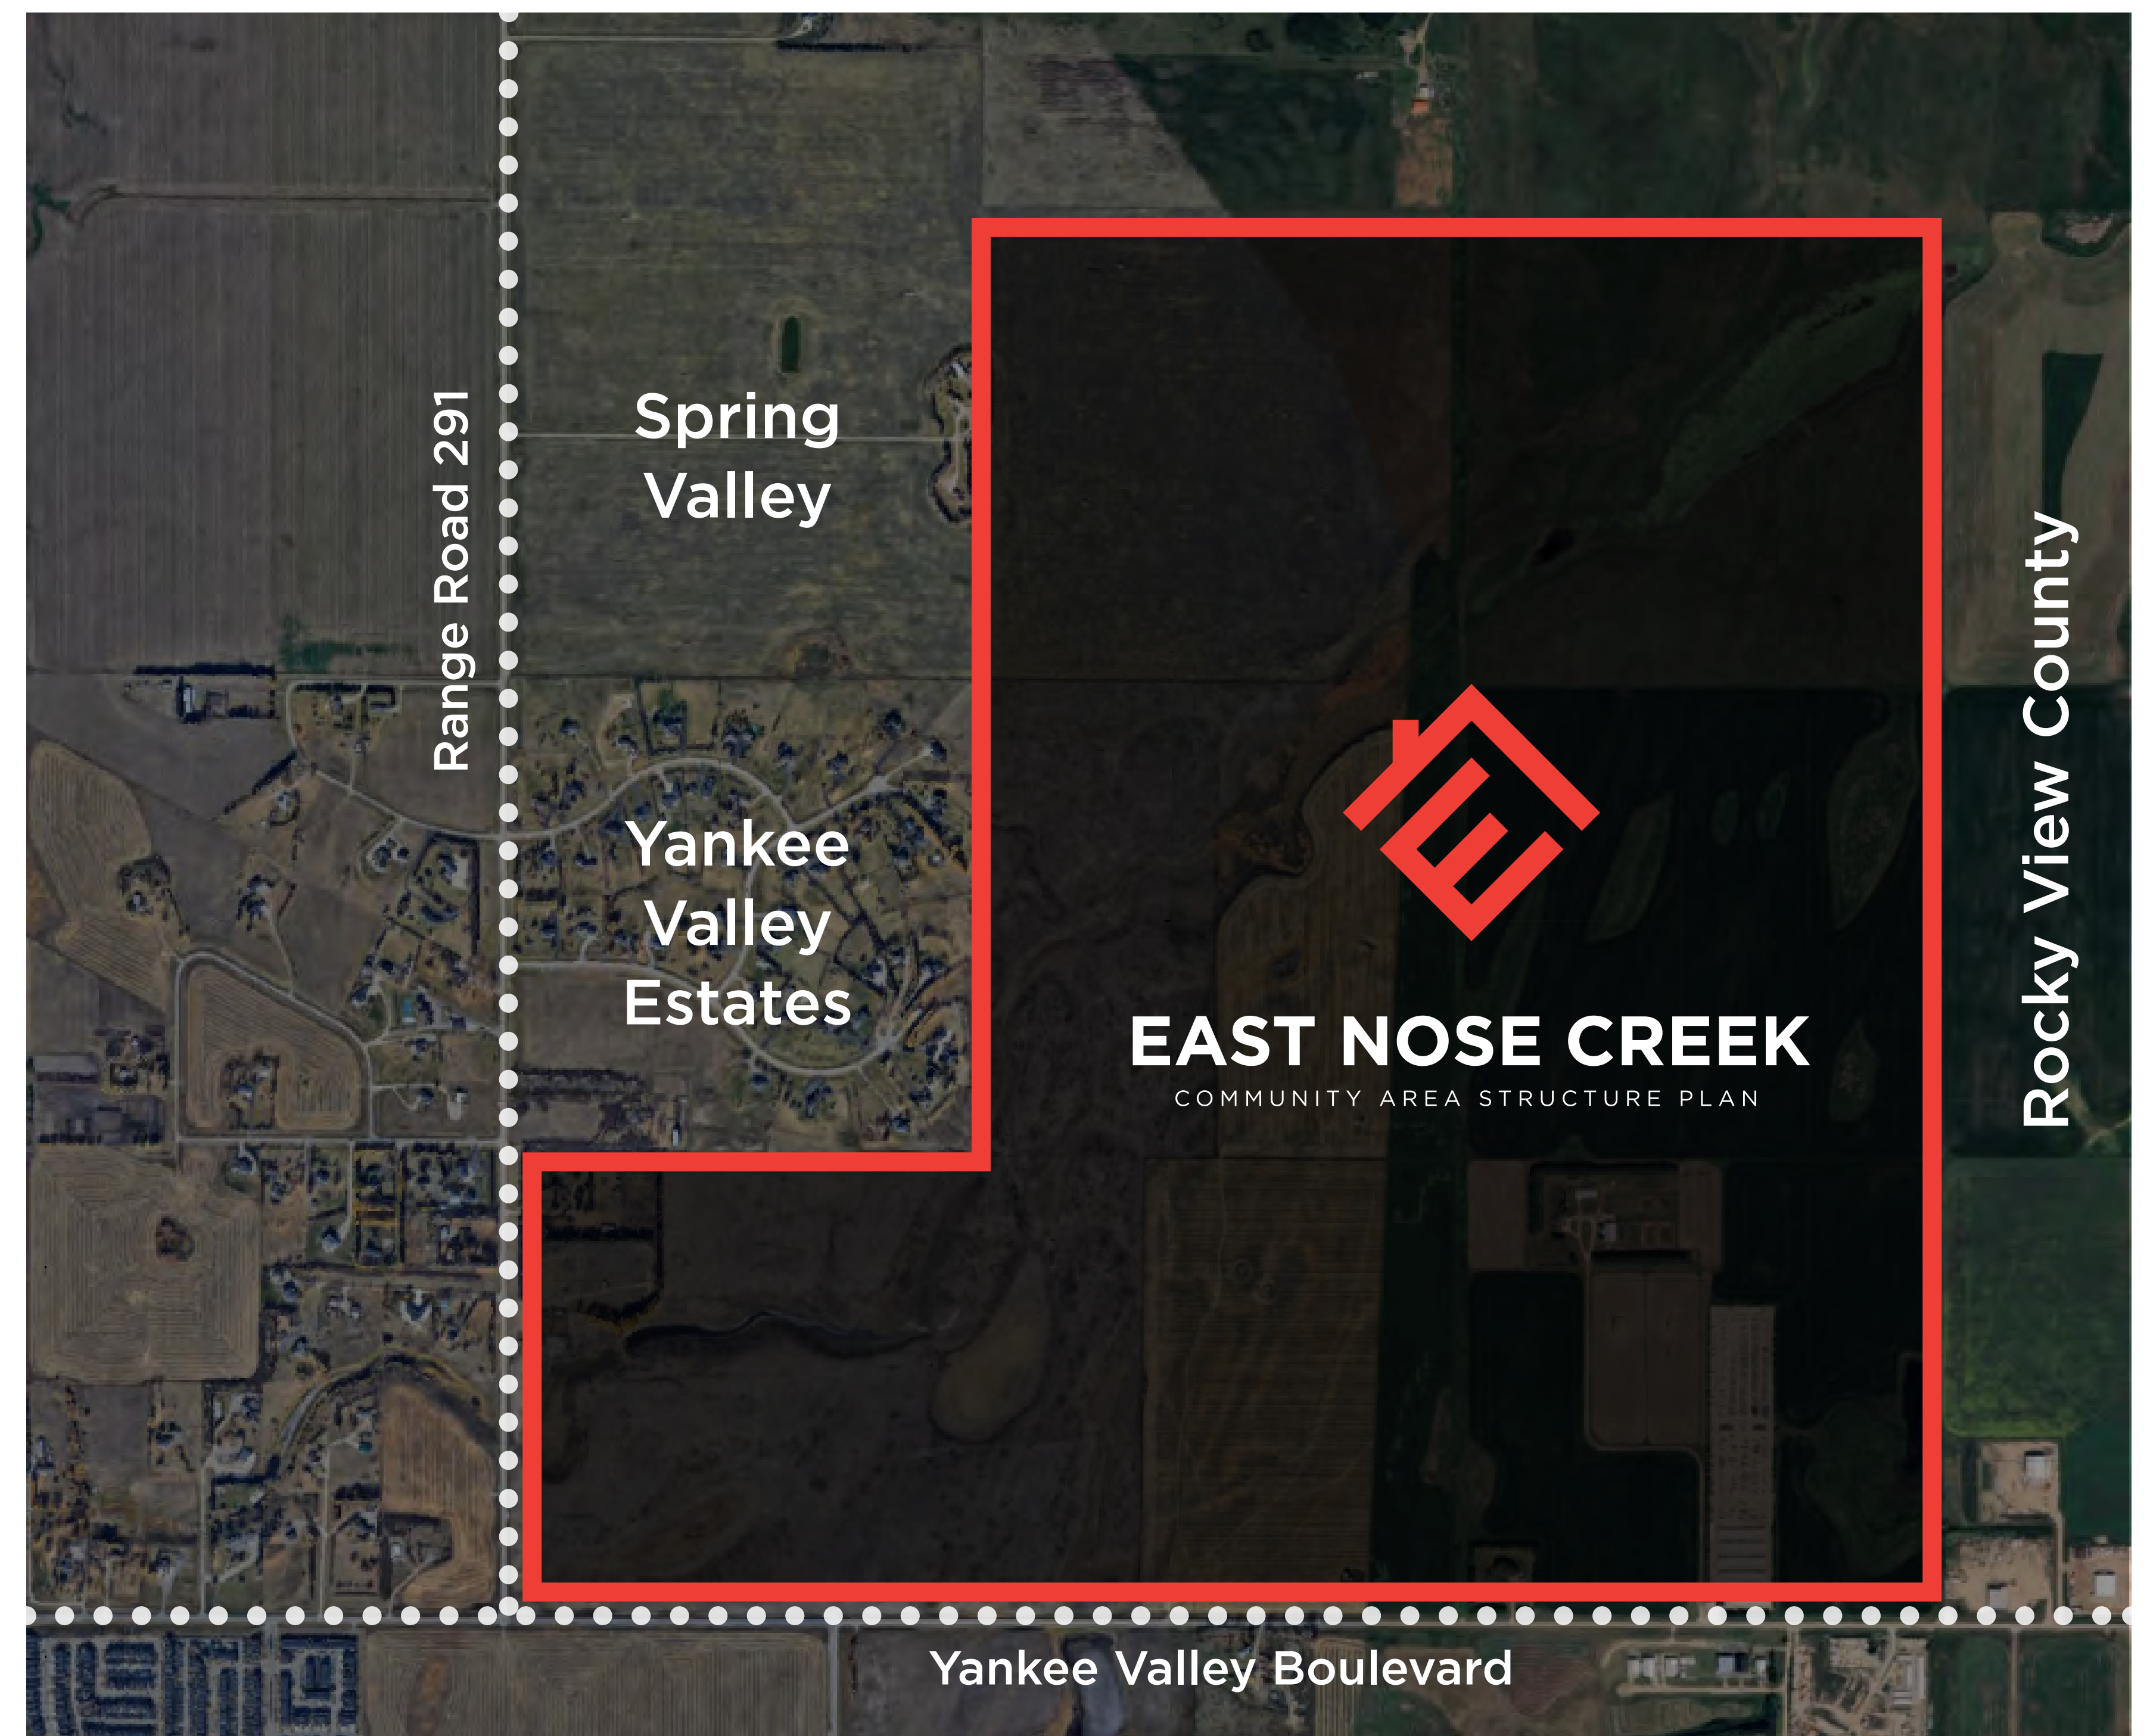 Range Road 291
Spring
Valley
Yankee
Valley
Estates
EAST NOSE CREEK
COMMUNITY AREA STRUCTURE PLAN
Rocky View County
Yankee Valley Boulevard